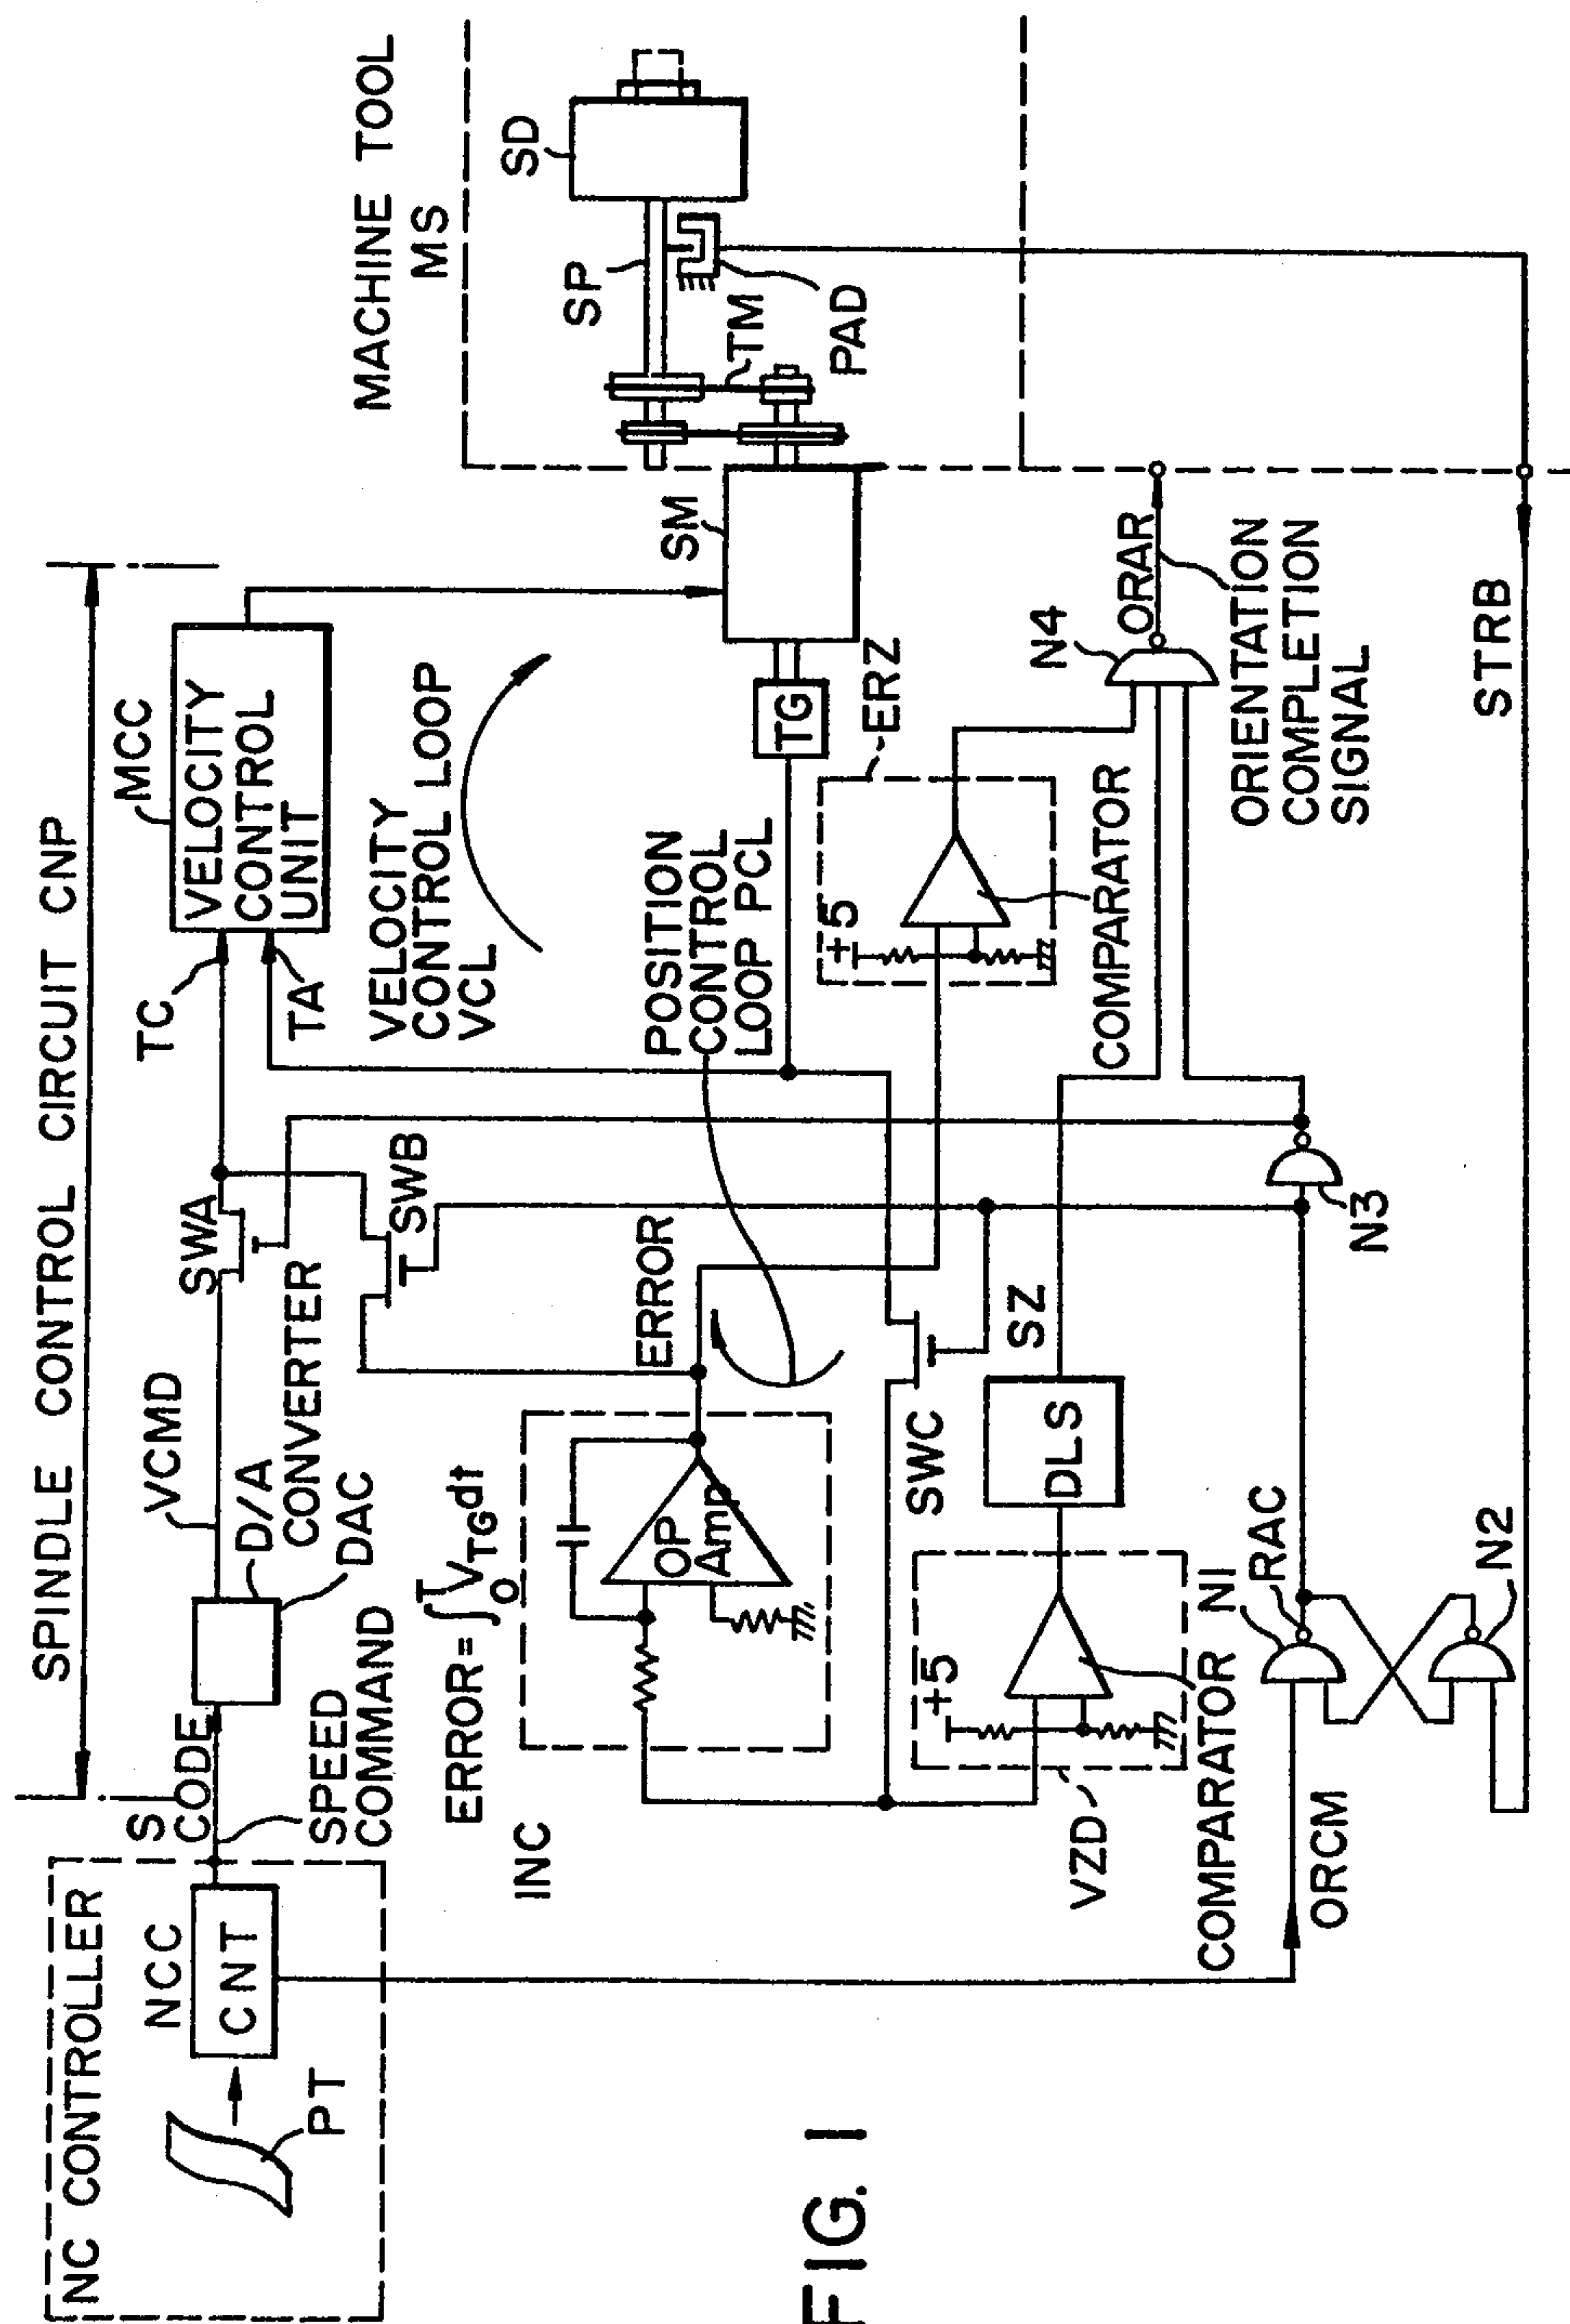 SPINDLE CONTROL CIRCUIT CNP
NC CONTROLLER
NCC
CNT
PT
S
CODE
SPEED
COMMAND
D/A
CONVERTER
DAC
VCMD
SWA
SWB
TC
TA
MCC
VELOCITY
CONTROL
UNIT
VELOCITY
CONTROL LOOP
VCL
POSITION
CONTROL
LOOP PCL
MACHINE TOOL
MS
SD
SP
TM
PAD
SM
TG
ERZ
+5
COMPARATOR
ERROR
ERROR = ∫₀ᵀ V_TG dt
INC
OP
Amp
SWC
SZ
DLS
+5
VZD
COMPARATOR
N1
RAC
N2
N3
N4
ORAR
ORIENTATION
COMPLETION
SIGNAL
ORCM
STRB
FIG. 1